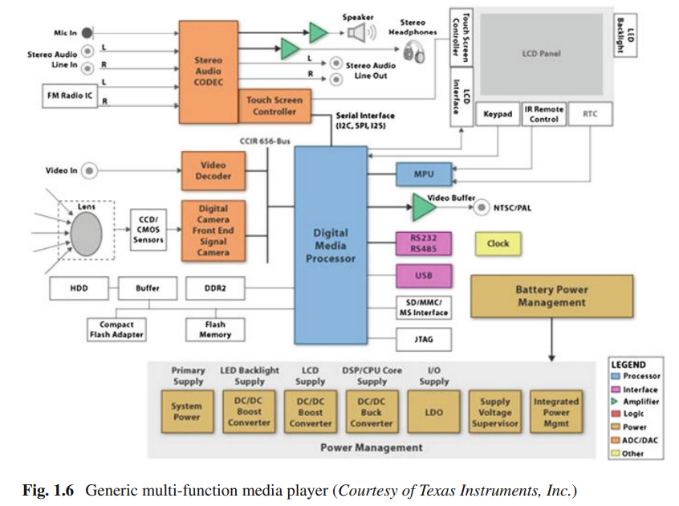 Mic In
Stereo Audio
Line In
L
R
FM Radio IC
L
R
Stereo
Audio
CODEC
Touch Screen
Controller
Speaker
Stereo
Headphones
L
R
Stereo Audio
Line Out
Serial Interface
(I2C, SPI, I2S)
Touch Screen
Controller
LCD
Interface
LCD Panel
LED
Backlight
Keypad
IR Remote
Control
RTC
CCIR 656-Bus
Video In
Video
Decoder
Lens
CCD/
CMOS
Sensors
Digital
Camera
Front End
Signal
Camera
Digital
Media
Processor
MPU
Video Buffer
NTSC/PAL
RS232
RS485
Clock
USB
SD/MMC/
MS Interface
JTAG
HDD
Buffer
DDR2
Compact
Flash Adapter
Flash
Memory
Battery Power
Management
Primary
Supply
LED Backlight
Supply
LCD
Supply
DSP/CPU Core
Supply
I/O
Supply
System
Power
DC/DC
Boost
Converter
DC/DC
Boost
Converter
DC/DC
Buck
Converter
LDO
Supply
Voltage
Supervisor
Integrated
Power
Mgmt
Power Management
LEGEND
Processor
Interface
Amplifier
Logic
Power
ADC/DAC
Other
Fig. 1.6 Generic multi-function media player (Courtesy of Texas Instruments, Inc.)